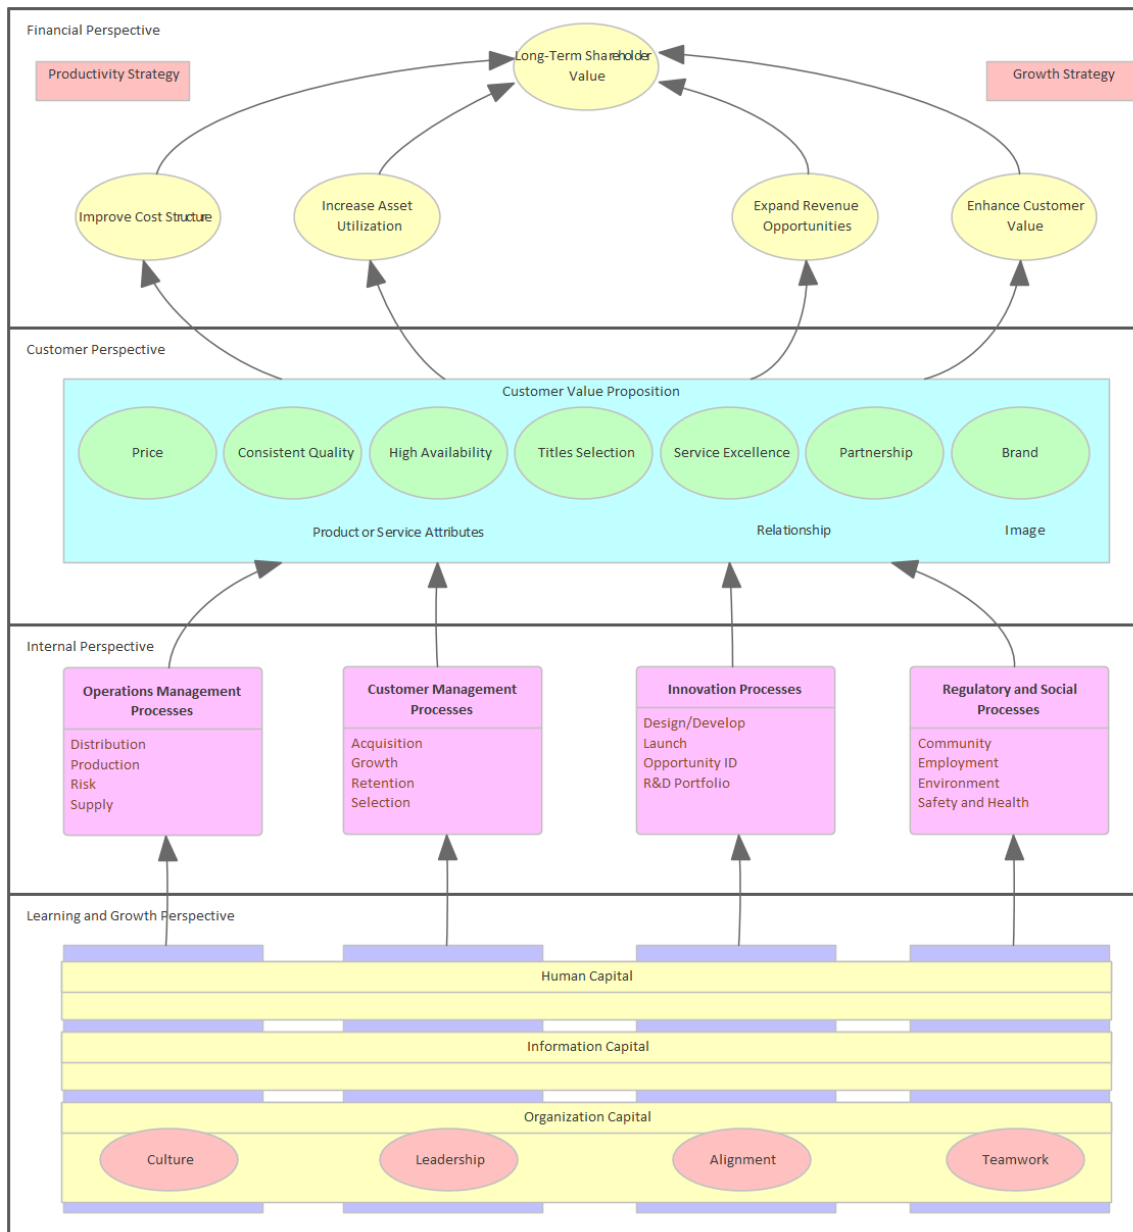 Financial Perspective
Productivity Strategy
Long-Term Shareholder
Value
Growth Strategy
Improve Cost Structure
Increase Asset
Utilization
Expand Revenue
Opportunities
Enhance Customer
Value
Customer Perspective
Customer Value Proposition
Price
Consistent Quality
High Availability
Titles Selection
Service Excellence
Partnership
Brand
Product or Service Attributes
Relationship
Image
Internal Perspective
Operations Management
Processes
Distribution
Production
Risk
Supply
Customer Management
Processes
Acquisition
Growth
Retention
Selection
Innovation Processes
Design/Develop
Launch
Opportunity ID
R&D Portfolio
Regulatory and Social
Processes
Community
Employment
Environment
Safety and Health
Learning and Growth Perspective
Human Capital
Information Capital
Organization Capital
Culture
Leadership
Alignment
Teamwork